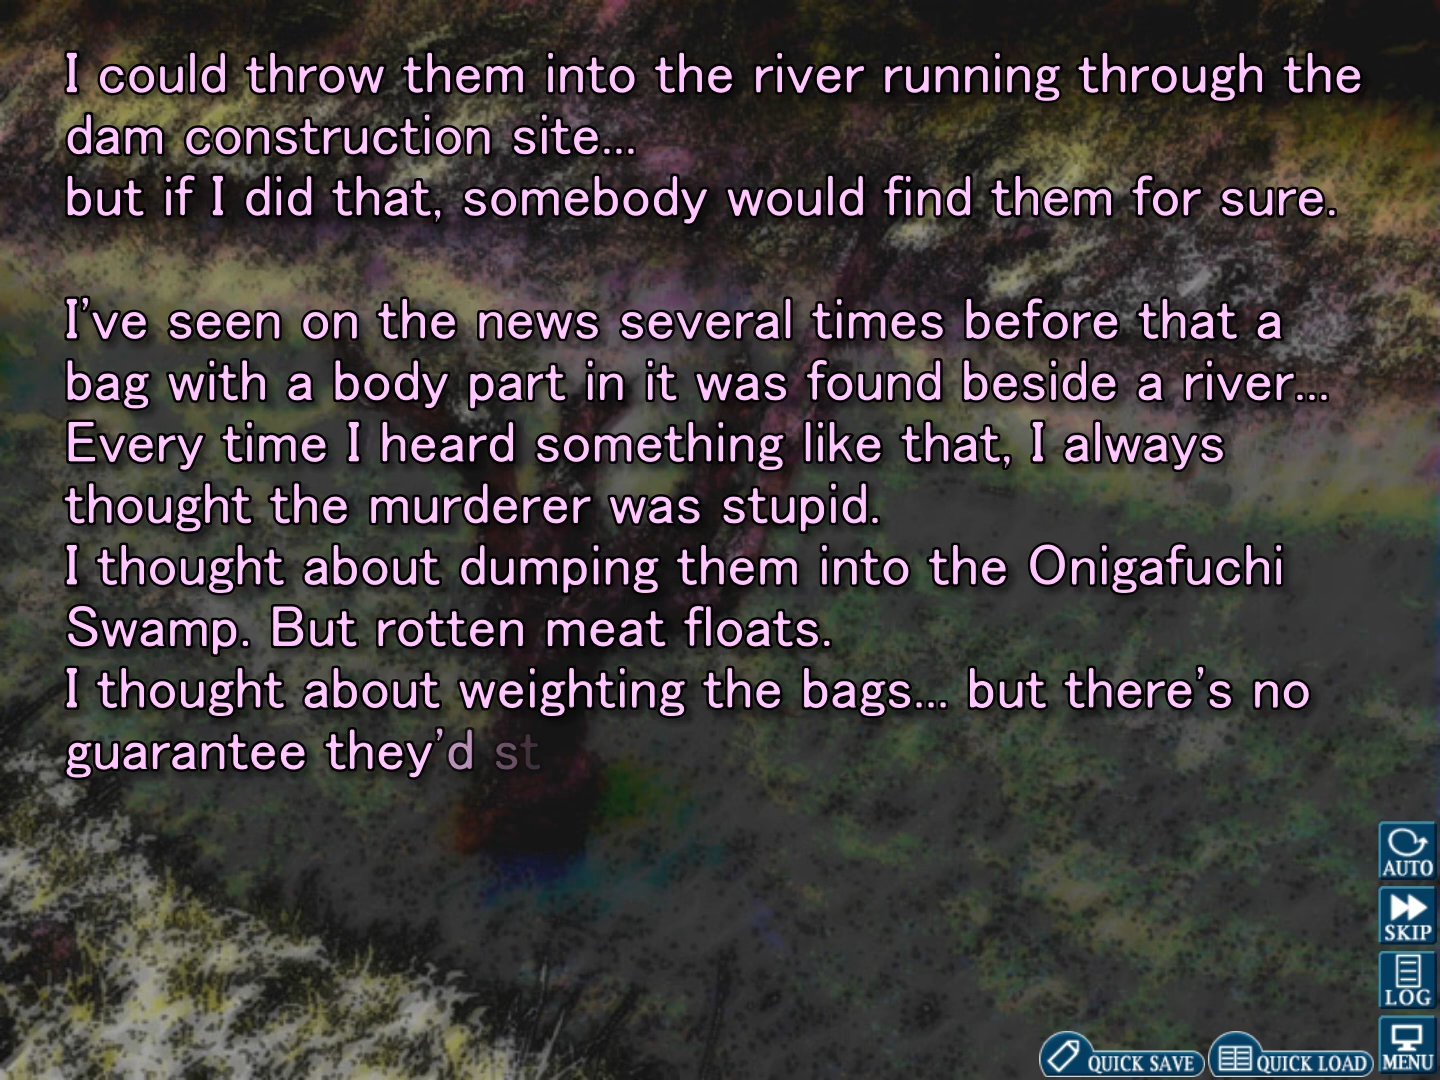 I could throw them into the river running through the
dam construction site...
but if I did that, somebody would find them for sure.
I've seen on the news several times before that a
bag with a body part in it was found beside a river...
Every time I heard something like that, I always
thought the murderer was stupid.
I thought about dumping them into the Onigafuchi
Swamp. But rotten meat floats.
I thought about weighting the bags... but there's no
guarantee they'd st
AUTO
SKIP
LOG
QUICK SAVE
QUICK LOAD
MENU